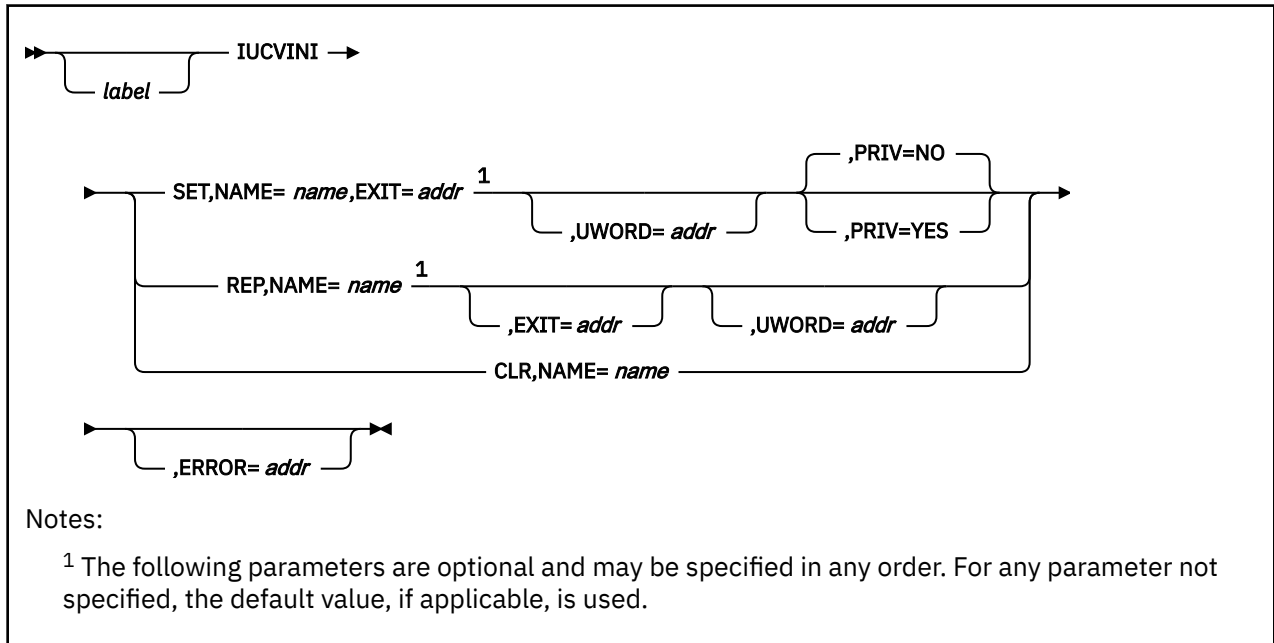 IUCVINI
label
,PRIV=NO
SET,NAME= name,EXIT= addr 1
,UWORD= addr
,PRIV=YES
REP,NAME= name 1
,EXIT= addr
,UWORD= addr
CLR,NAME= name
,ERROR= addr
Notes:
1 The following parameters are optional and may be specified in any order. For any parameter not
specified, the default value, if applicable, is used.